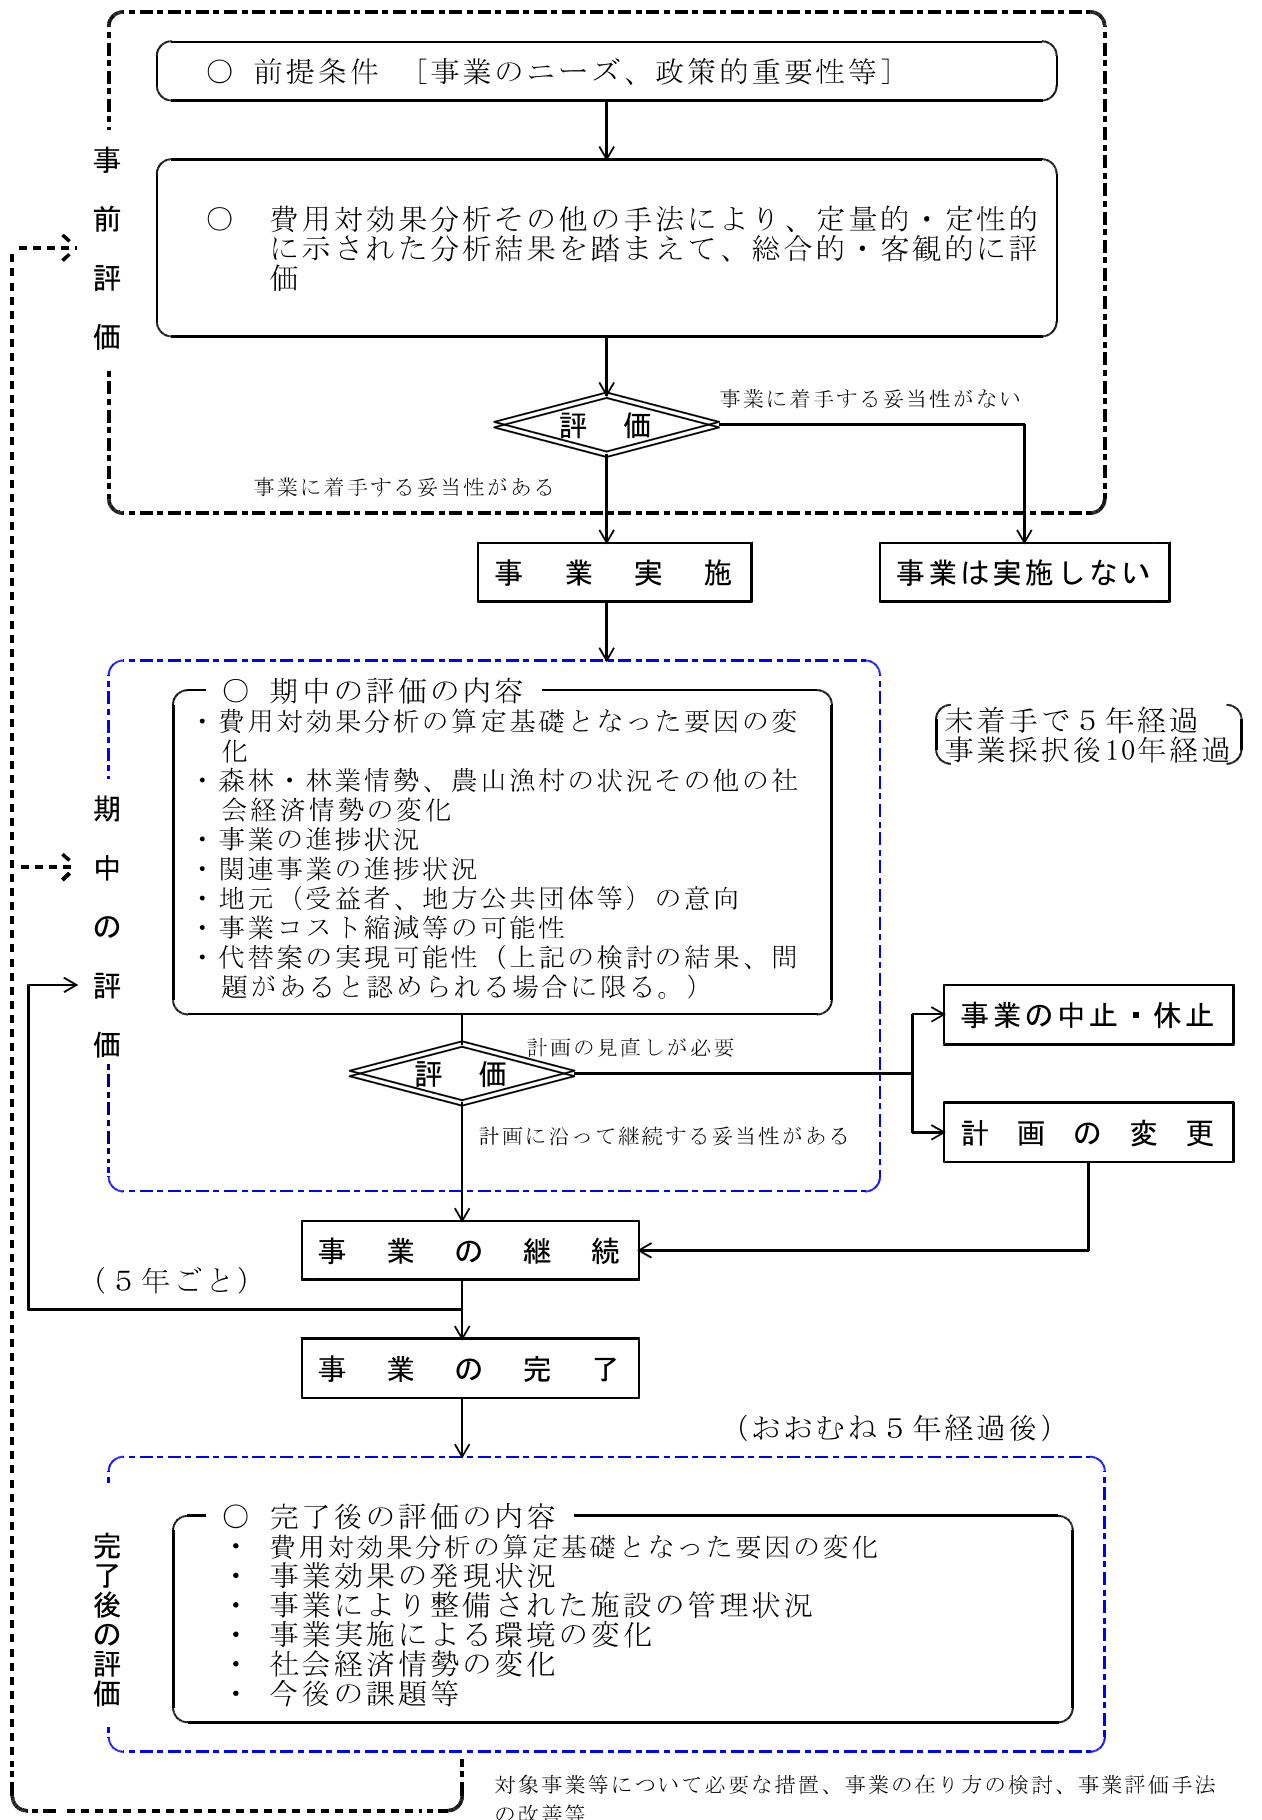 ○ 前提条件 ［事業のニーズ、政策的重要性等］
事前評価
○ 費用対効果分析その他の手法により、定量的・定性的
に示された分析結果を踏まえて、総合的・客観的に評
価
事業に着手する妥当性がない
評価
事業に着手する妥当性がある
事業実施
事業は実施しない
○ 期中の評価の内容
・費用対効果分析の算定基礎となった要因の変
化
・森林・林業情勢、農山漁村の状況その他の社
会経済情勢の変化
・事業の進捗状況
・関連事業の進捗状況
・地元（受益者、地方公共団体等）の意向
・事業コスト縮減等の可能性
・代替案の実現可能性（上記の検討の結果、問
題があると認められる場合に限る。）
未着手で５年経過
事業採択後10年経過
期中の評価
事業の中止・休止
計画の見直しが必要
評価
計画の変更
計画に沿って継続する妥当性がある
事業の継続
（５年ごと）
事業の完了
（おおむね５年経過後）
完了後の評価
○ 完了後の評価の内容
・ 費用対効果分析の算定基礎となった要因の変化
・ 事業効果の発現状況
・ 事業により整備された施設の管理状況
・ 事業実施による環境の変化
・ 社会経済情勢の変化
・ 今後の課題等
対象事業等について必要な措置、事業の在り方の検討、事業評価手法
の改善等